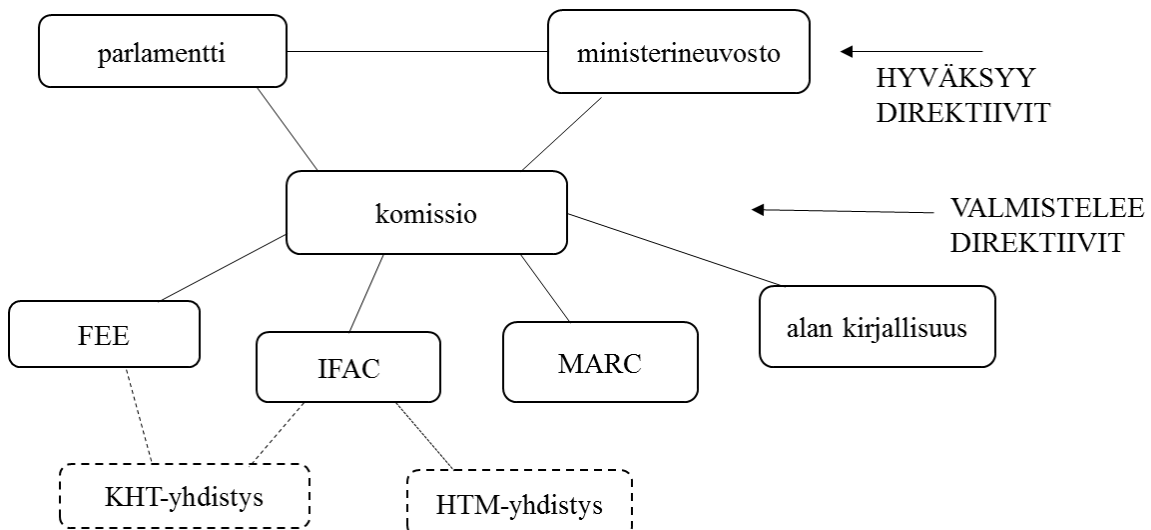 parlamentti
ministerineuvosto
HYVÄKSYY
DIREKTIIVIT
komissio
VALMISTELEE
DIREKTIIVIT
FEE
IFAC
MARC
alan kirjallisuus
KHT-yhdistys
HTM-yhdistys